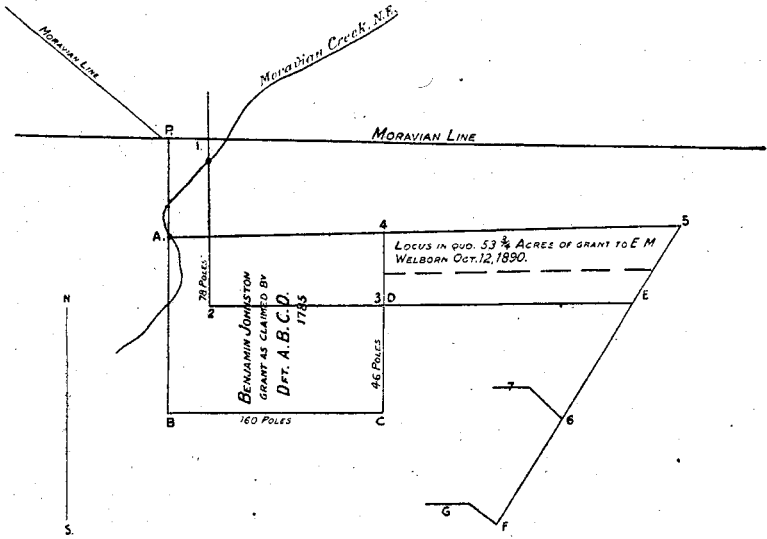 MORAVIAN LINE
Moravian Creek, N.F.
P.
MORAVIAN LINE
1.
A.
4
5
LOCUS IN QUO. 53 ¾ ACRES OF GRANT TO E M
WELBORN OCT. 12, 1890.
78 POLES
N
2
BENJAMIN JOHNSTON
GRANT AS CLAIMED BY
DFT. A. B. C. D.
1785
3
D
E
46 POLES
7
6
B
160 POLES
C
G
F
S.